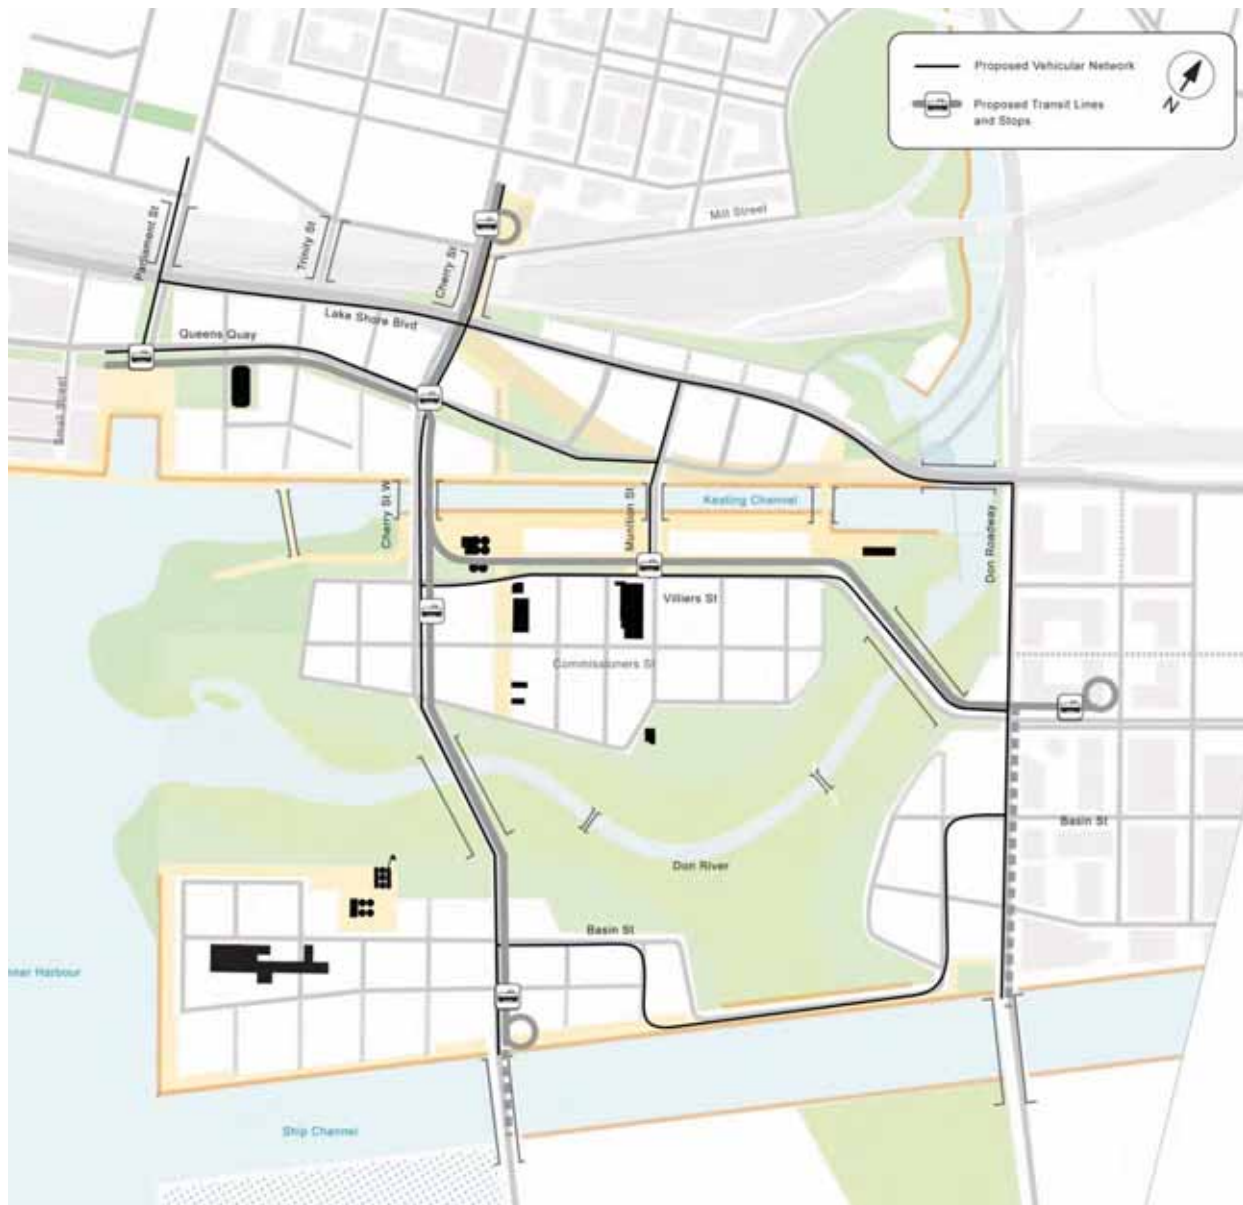 Proposed Vehicular Network
Proposed Transit Lines
and Stops
N
Mill Street
Parliament St
Trinity St
Cherry St
Lake Shore Blvd
Queens Quay
Small Street
Cherry St W
Munition St
Keating Channel
Don Roadway
Villiers St
Commissioners St
Basin St
Don River
Basin St
nner Harbour
Ship Channel